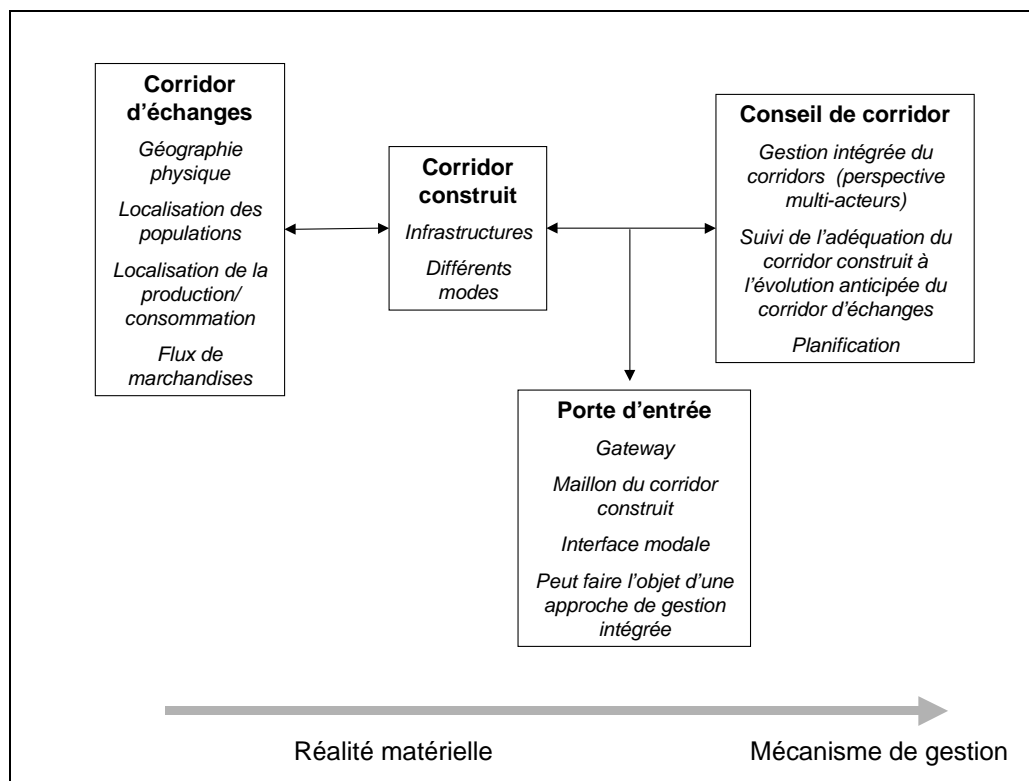 Corridor
d’échanges
Géographie
physique
Localisation des
populations
Localisation de la
production/
consommation
Flux de
marchandises
Corridor
construit
Infrastructures
Différents
modes
Conseil de corridor
Gestion intégrée du
corridors (perspective
multi-acteurs)
Suivi de l’adéquation du
corridor construit à
l’évolution anticipée du
corridor d’échanges
Planification
Porte d’entrée
Gateway
Maillon du corridor
construit
Interface modale
Peut faire l’objet d’une
approche de gestion
intégrée
Réalité matérielle
Mécanisme de gestion